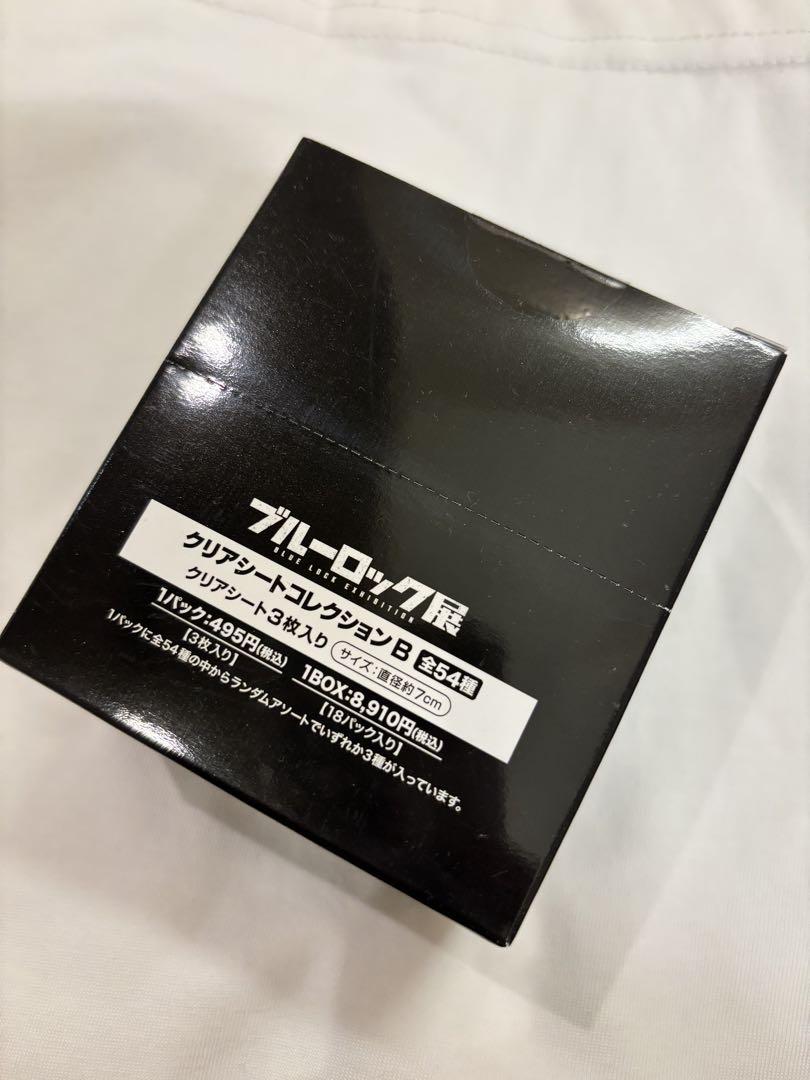 ブルーロック展
BLUE LOCK EXHIBITION
クリアシートコレクションB 全54種
クリアシート3枚入り サイズ:直径約7cm
1パック:495円(税込) 1BOX:8,910円(税込)
【3枚入り】 【18パック入り】
1パックに全54種の中からランダムアソートでいずれか3種が入っています。